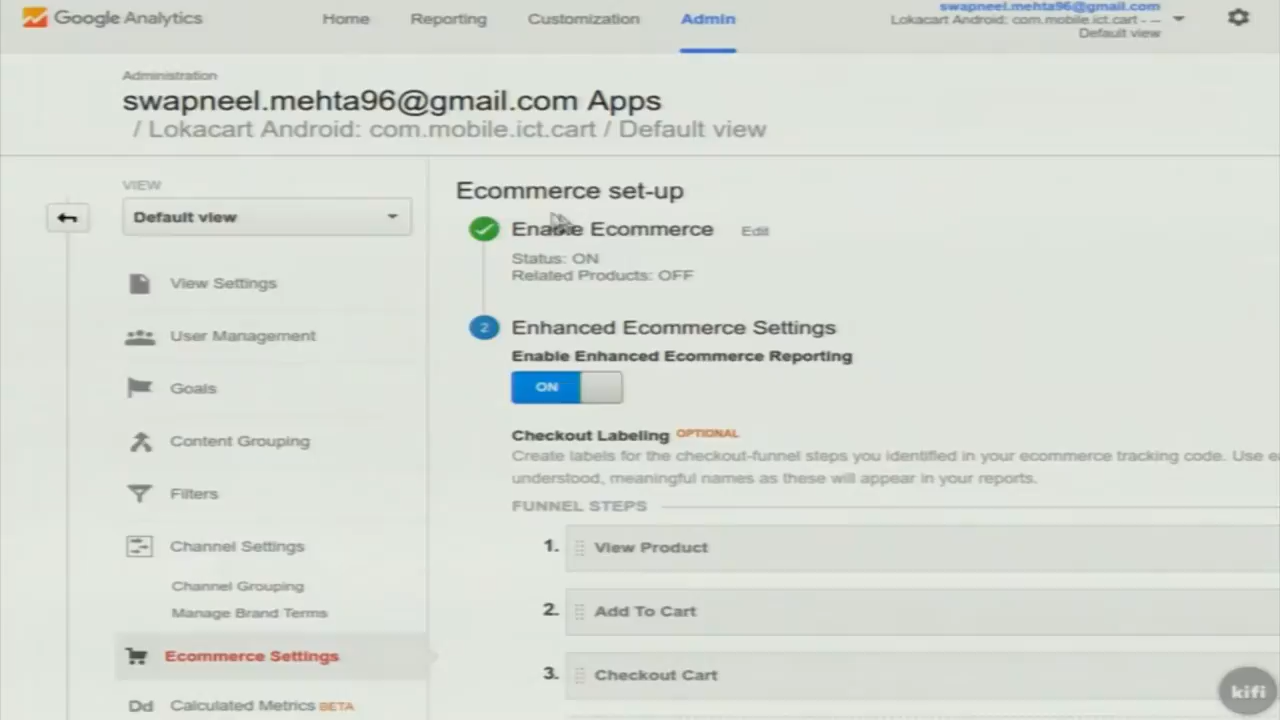 Google Analytics
Home Reporting Customization Admin
swapneel.mehta96@gmail.com
Lokacart Android: com.mobile.ict.cart - --
Default view
Administration
swapneel.mehta96@gmail.com Apps
/ Lokacart Android: com.mobile.ict.cart / Default view
VIEW
Default view
View Settings
User Management
Goals
Content Grouping
Filters
Channel Settings
Channel Grouping
Manage Brand Terms
Ecommerce Settings
Dd Calculated Metrics BETA
Ecommerce set-up
Enable Ecommerce Edit
Status: ON
Related Products: OFF
2 Enhanced Ecommerce Settings
Enable Enhanced Ecommerce Reporting
ON
Checkout Labeling OPTIONAL
Create labels for the checkout-funnel steps you identified in your ecommerce tracking code. Use
understood, meaningful names as these will appear in your reports.
FUNNEL STEPS
1. View Product
2. Add To Cart
3. Checkout Cart
kifi